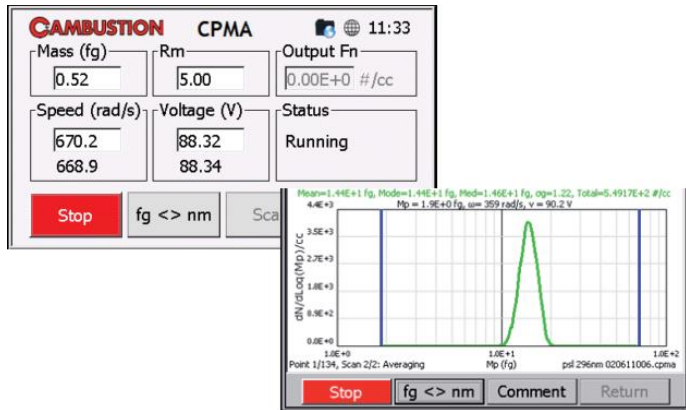 CAMBUSTION CPMA 11:33
Mass (fg) Rm Output Fn
0.52 5.00 0.00E+0 #/cc
Speed (rad/s) Voltage (V) Status
670.2 88.32 Running
668.9 88.34
Stop fg <> nm Sca
Mean=1.44E+1 fg, Mode=1.44E+1 fg, Med=1.46E+1 fg, σg=1.22, Total=5.4917E+2 #/cc
4.4E+3 Mp = 1.9E+0 fg, ω= 359 rad/s, v = 90.2 V
3.5E+3
2.7E+3
1.8E+3
8.9E+2
0.0E+0
dN/dLog(Mp)/cc
1.0E+0 1.0E+1 1.0E+2
Point 1/134, Scan 2/2: Averaging Mp (fg) psl 296nm 020611006.cpma
Stop fg <> nm Comment Return